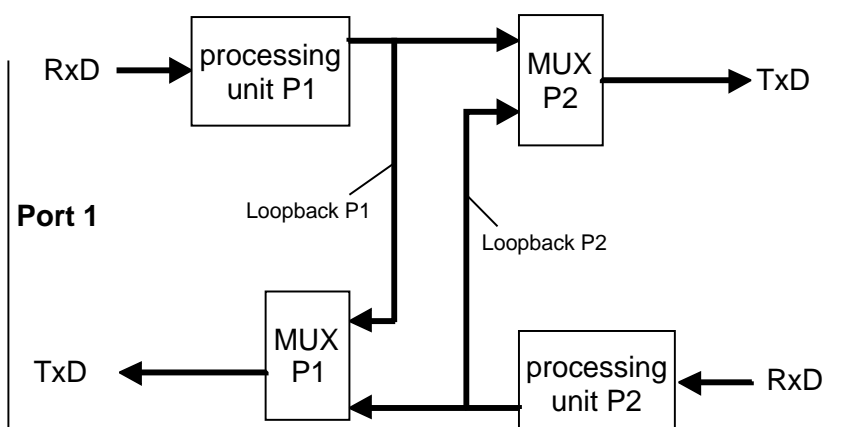 RxD
processing
unit P1
MUX
P2
TxD
Port 1
Loopback P1
Loopback P2
TxD
MUX
P1
processing
unit P2
RxD